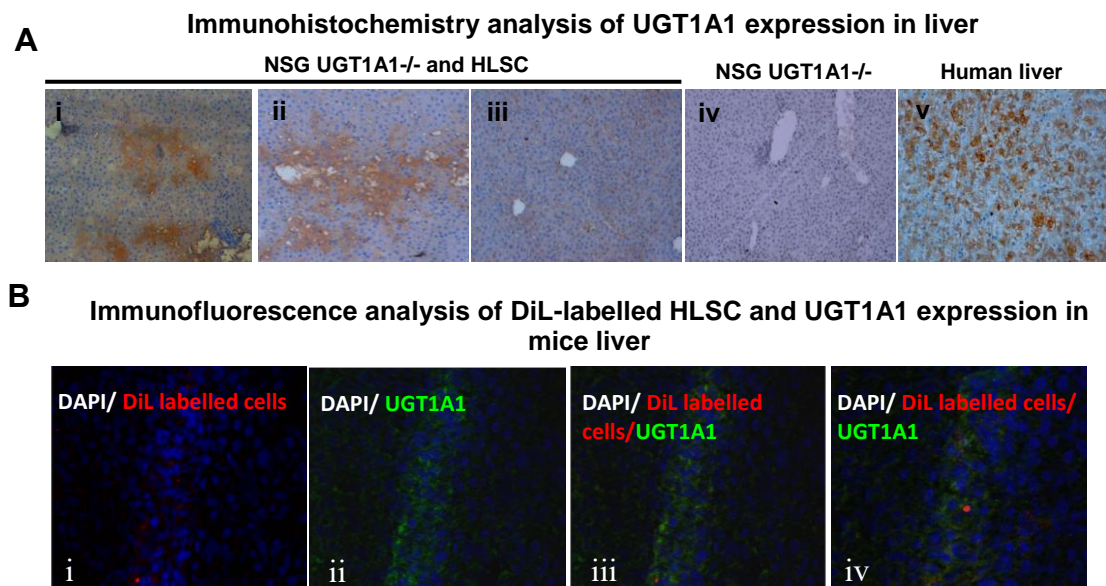 A
Immunohistochemistry analysis of UGT1A1 expression in liver
NSG UGT1A1-/- and HLSC
NSG UGT1A1-/-
Human liver
i
ii
iii
iv
v
B
Immunofluorescence analysis of DiL-labelled HLSC and UGT1A1 expression in
mice liver
DAPI/ DiL labelled cells
i
DAPI/ UGT1A1
ii
DAPI/ DiL labelled
cells/UGT1A1
iii
DAPI/ DiL labelled cells/
UGT1A1
iv